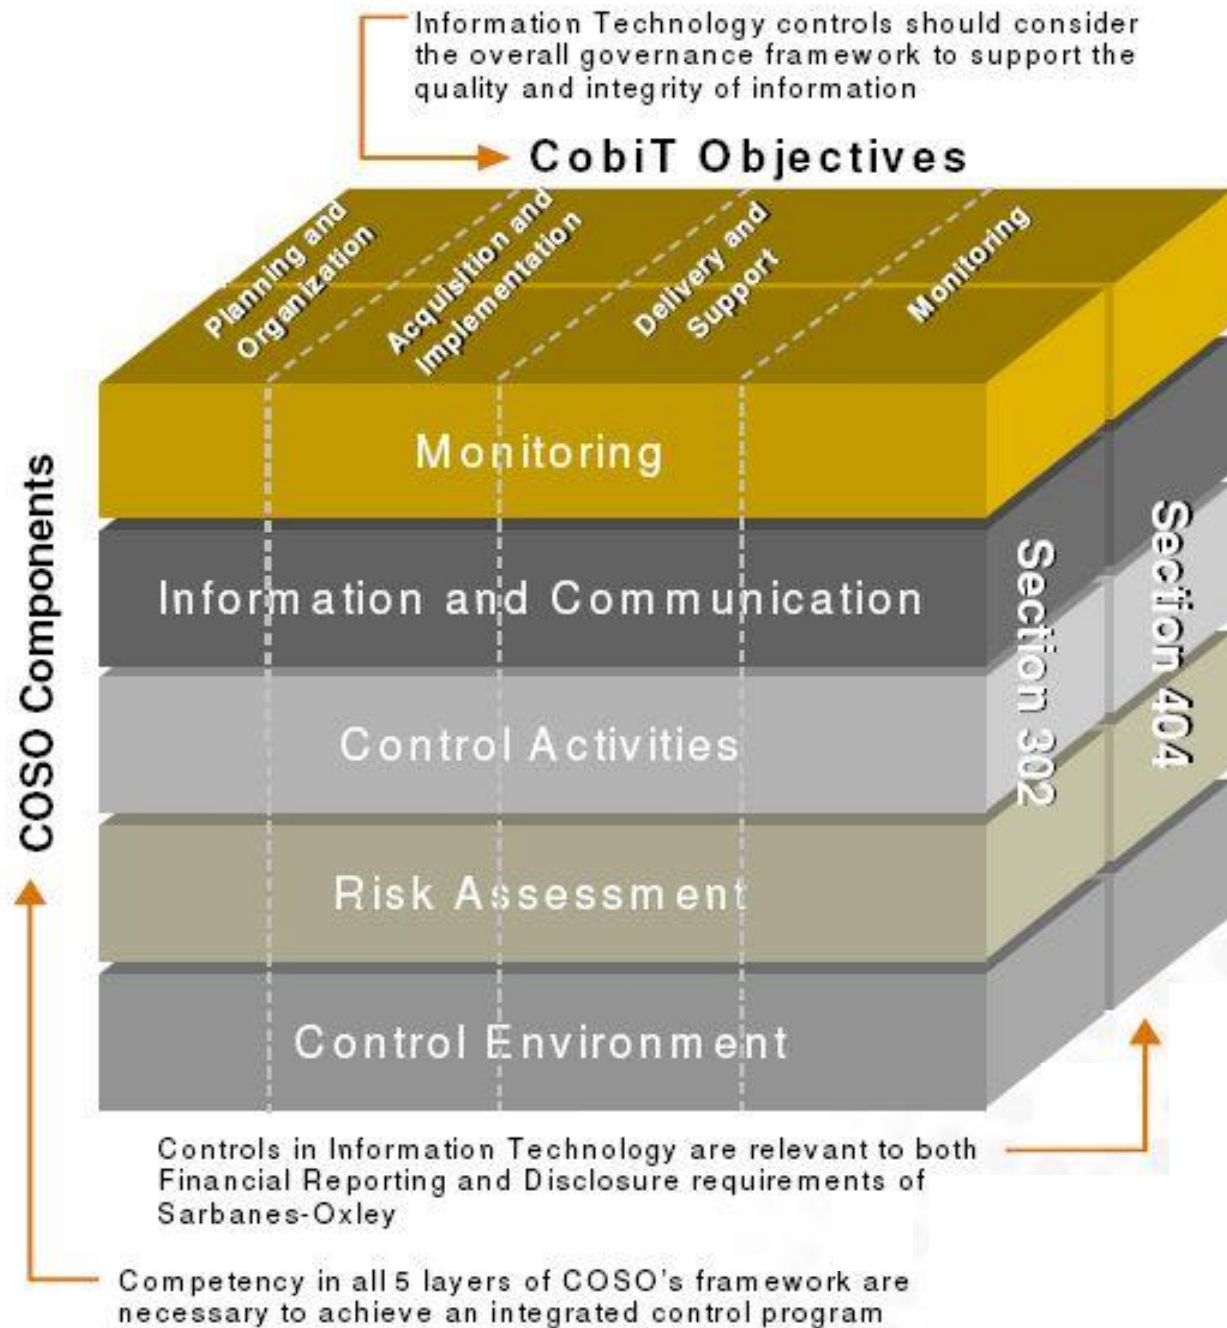 Information Technology controls should consider
the overall governance framework to support the
quality and integrity of information
CobiT Objectives
Planning and
Organization
Acquisition and
Implementation
Delivery and
Support
Monitoring
COSO Components
Monitoring
Information and Communication
Control Activities
Risk Assessment
Control Environment
Section 302
Section 404
Controls in Information Technology are relevant to both
Financial Reporting and Disclosure requirements of
Sarbanes-Oxley
Competency in all 5 layers of COSO's framework are
necessary to achieve an integrated control program